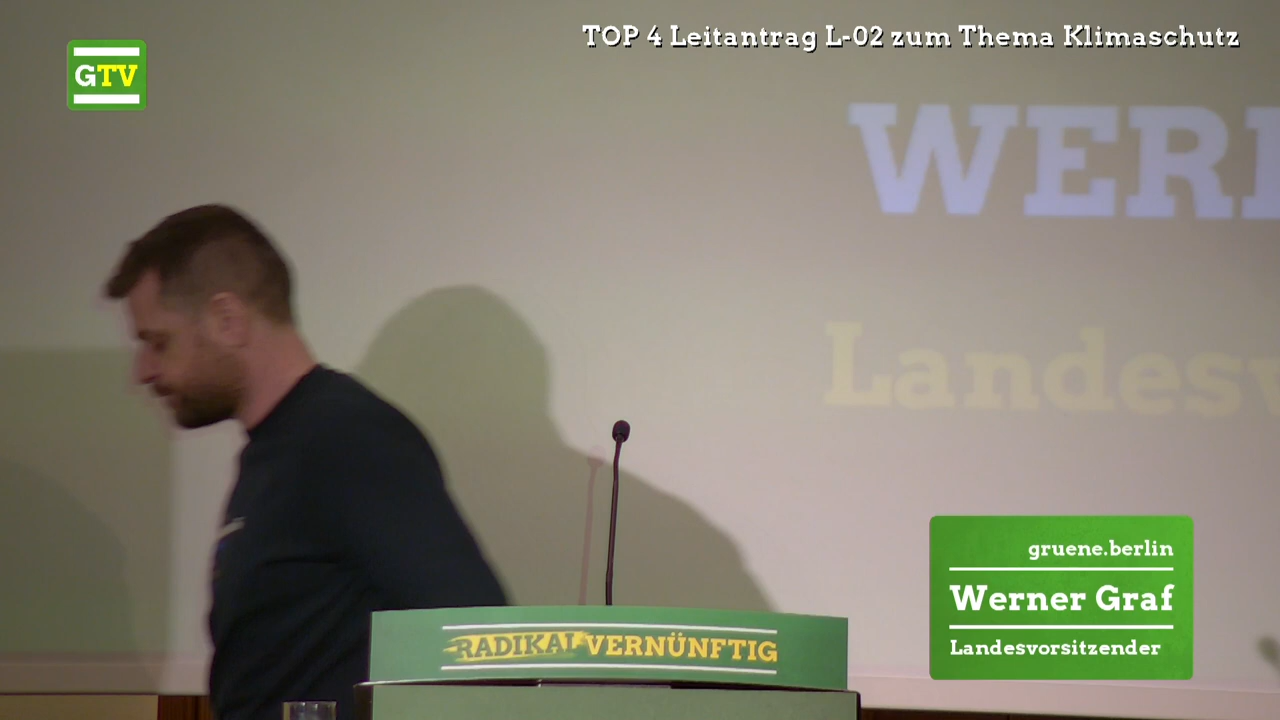 TOP 4 Leitantrag L-02 zum Thema Klimaschutz
GTV
WER
Landesv
gruene.berlin
Werner Graf
Landesvorsitzender
RADIKAL VERNÜNFTIG